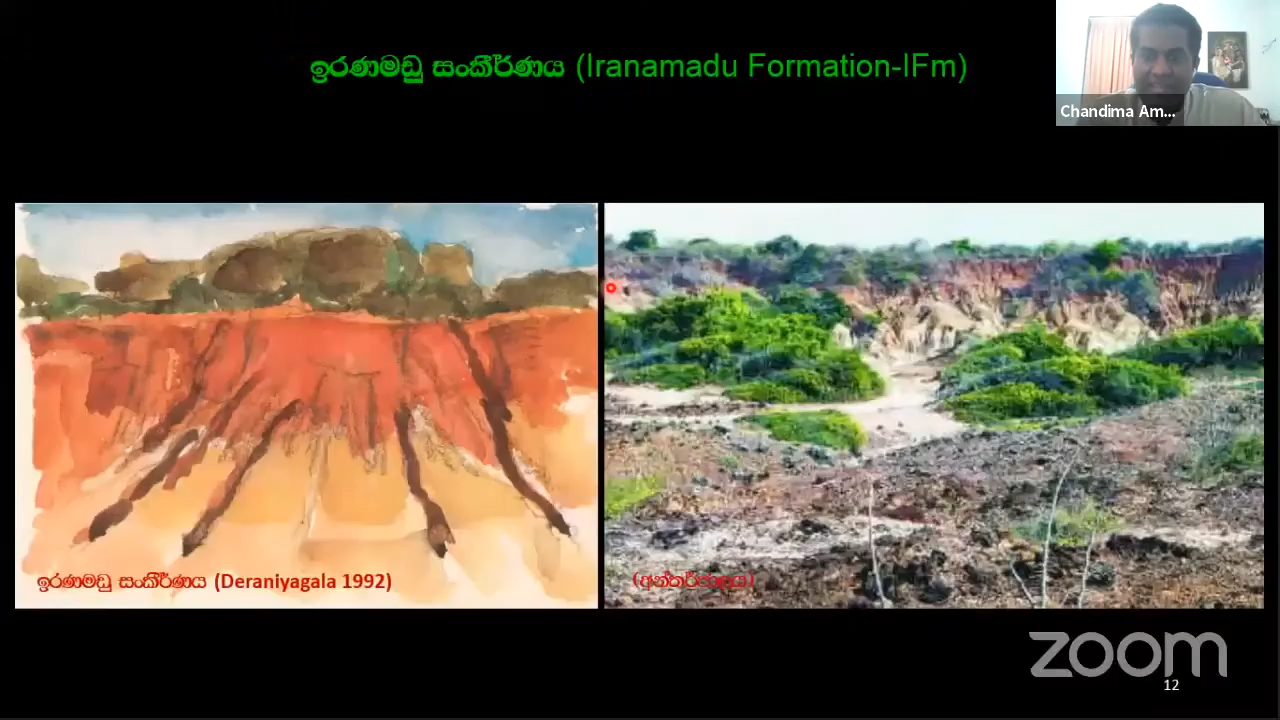 ඉරණමඩු සංකීර්ණය (Iranamadu Formation-IFm)
Chandima Am...
ඉරණමඩු සංකීර්ණය (Deraniyagala 1992)
(අන්තර්ජාලය)
zoom
12